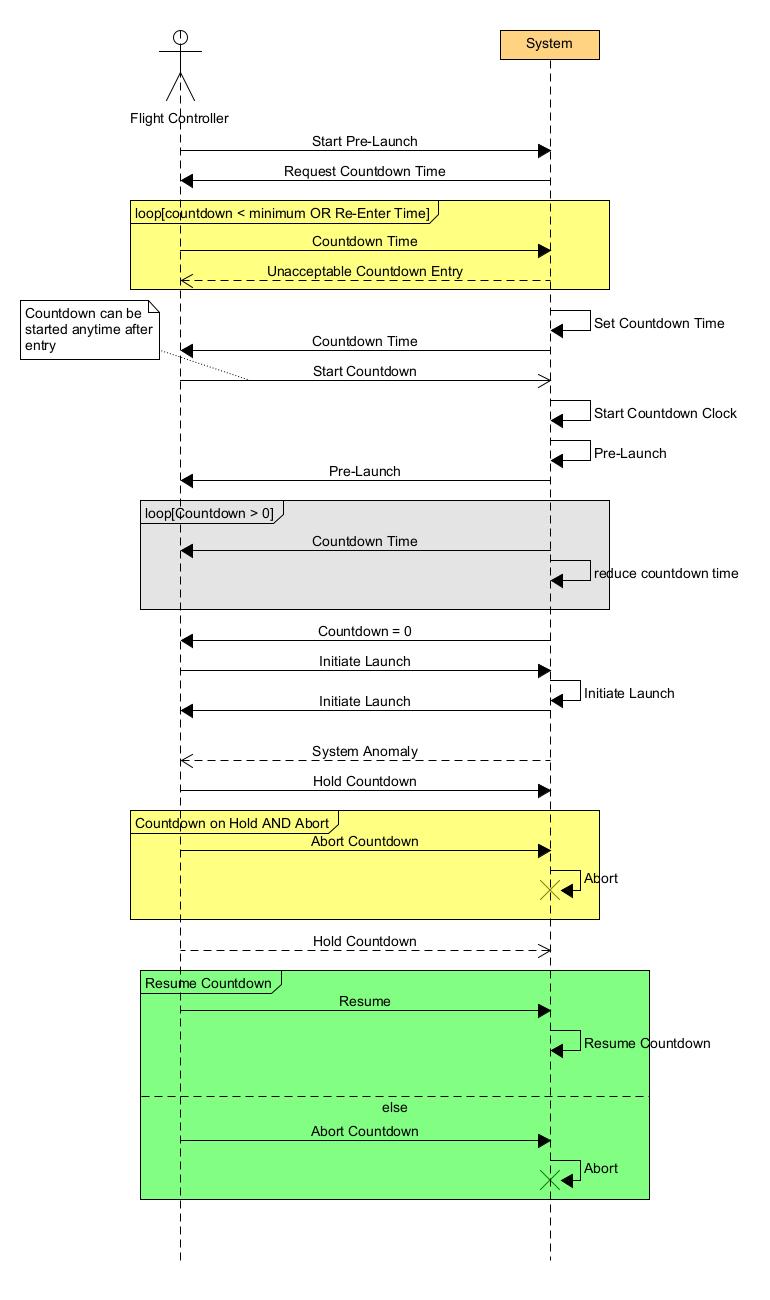 System
Flight Controller
Start Pre-Launch
Request Countdown Time
loop[countdown < minimum OR Re-Enter Time]
Countdown Time
Unacceptable Countdown Entry
Countdown can be
started anytime after
entry
Set Countdown Time
Countdown Time
Start Countdown
Start Countdown Clock
Pre-Launch
Pre-Launch
loop[Countdown > 0]
Countdown Time
reduce countdown time
Countdown = 0
Initiate Launch
Initiate Launch
Initiate Launch
System Anomaly
Hold Countdown
Countdown on Hold AND Abort
Abort Countdown
Abort
Hold Countdown
Resume Countdown
Resume
Resume Countdown
else
Abort Countdown
Abort